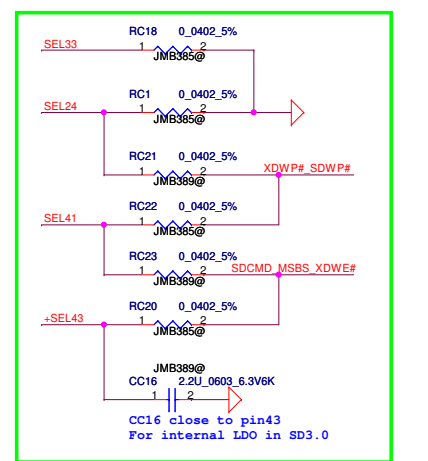 RC18 0_0402_5%
SEL33 1 2
JMB385@
RC1 0_0402_5%
SEL24 1 2
JMB385@
RC21 0_0402_5%
1 2 XDWP#_SDWP#
JMB389@
RC22 0_0402_5%
SEL41 1 2
JMB385@
RC23 0_0402_5%
1 2 SDCMD_MSBS_XDWE#
JMB389@
RC20 0_0402_5%
+SEL43 1 2
JMB385@
JMB389@
CC16 2.2U_0603_6.3V6K
1 2
CC16 close to pin43
For internal LDO in SD3.0